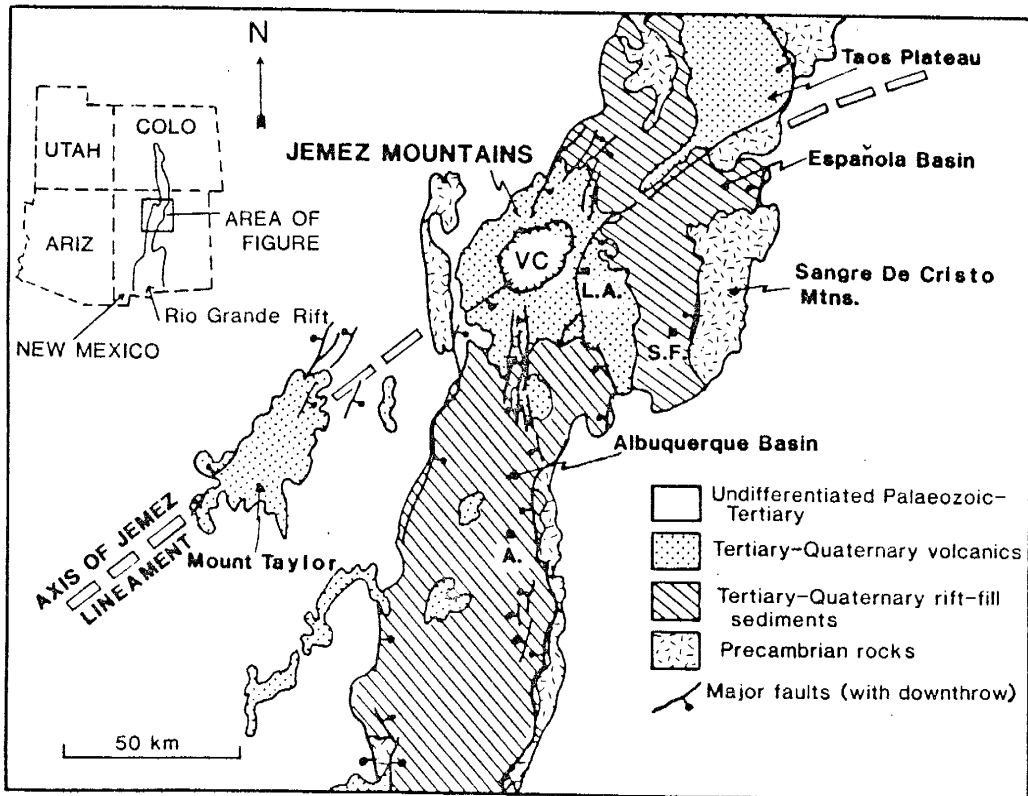 N
Taos Plateau
COLO
UTAH
JEMEZ MOUNTAINS
Española Basin
AREA OF
FIGURE
ARIZ
VC
L.A.
Sangre De Cristo
Mtns.
Rio Grande Rift
NEW MEXICO
S.F.
Albuquerque Basin
Undifferentiated Palaeozoic-
Tertiary
AXIS OF JEMEZ
LINEAMENT
Mount Taylor
A.
Tertiary-Quaternary volcanics
Tertiary-Quaternary rift-fill
sediments
Precambrian rocks
Major faults (with downthrow)
50 km